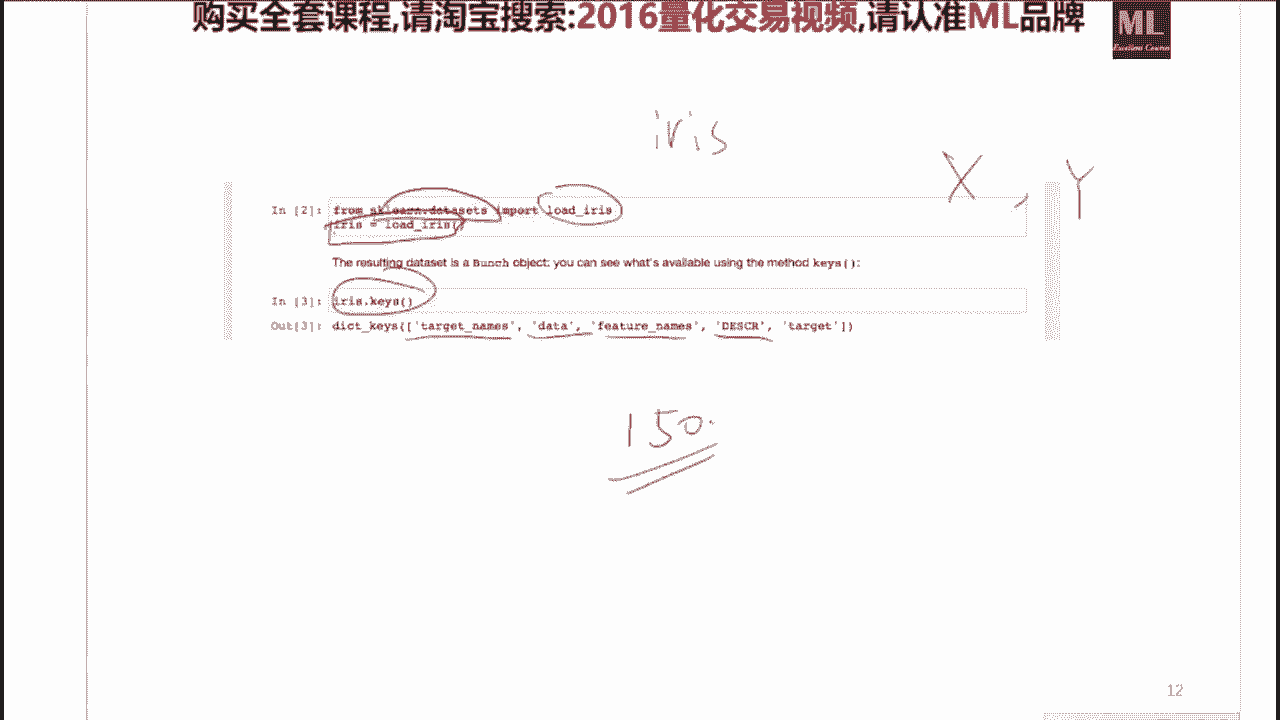 购买全套课程,请淘宝搜索:2016量化交易视频,请认准ML品牌
ML
Excellent Course
iris
X , Y
In [2]: from sklearn.datasets import load_iris
iris = load_iris()
The resulting dataset is a Bunch object: you can see what's available using the method keys():
In [3]: iris.keys()
Out[3]: dict_keys(['target_names', 'data', 'feature_names', 'DESCR', 'target'])
150
12